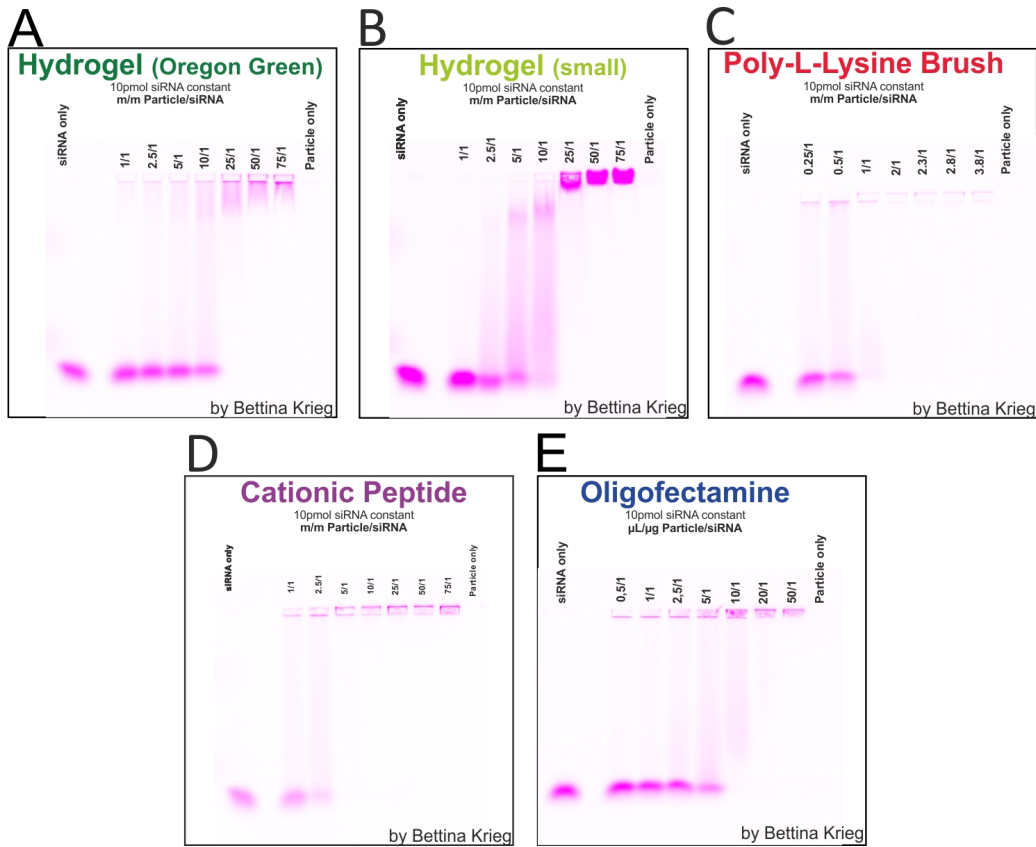 A
Hydrogel (Oregon Green)
10pmol siRNA constant
m/m Particle/siRNA
siRNA only
1/1
2.5/1
5/1
10/1
25/1
50/1
75/1
Particle only
by Bettina Krieg
B
Hydrogel (small)
10pmol siRNA constant
m/m Particle/siRNA
siRNA only
1/1
2.5/1
5/1
10/1
25/1
50/1
75/1
Particle only
by Bettina Krieg
C
Poly-L-Lysine Brush
10pmol siRNA constant
m/m Particle/siRNA
siRNA only
0.25/1
0.5/1
1/1
2/1
2.3/1
2.8/1
3.8/1
Particle only
by Bettina Krieg
D
Cationic Peptide
10pmol siRNA constant
m/m Particle/siRNA
siRNA only
1/1
2.5/1
5/1
10/1
25/1
50/1
75/1
Particle only
by Bettina Krieg
E
Oligofectamine
10pmol siRNA constant
µL/µg Particle/siRNA
siRNA only
0,5/1
1/1
2,5/1
5/1
10/1
20/1
50/1
Particle only
by Bettina Krieg